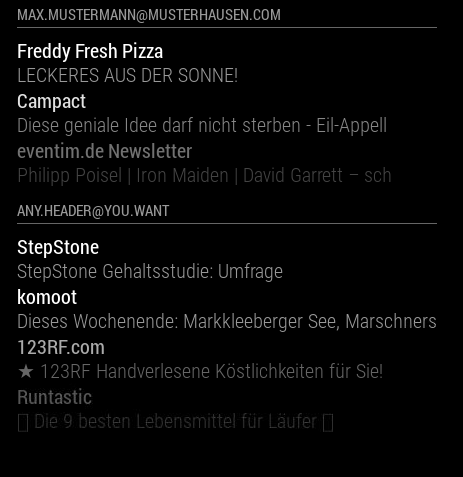 MAX.MUSTERMANN@MUSTERHAUSEN.COM
Freddy Fresh Pizza
LECKERES AUS DER SONNE!
Campact
Diese geniale Idee darf nicht sterben - Eil-Appell
eventim.de Newsletter
Philipp Poisel | Iron Maiden | David Garrett – sch
ANY.HEADER@YOU.WANT
StepStone
StepStone Gehaltsstudie: Umfrage
komoot
Dieses Wochenende: Markkleeberger See, Marschners
123RF.com
★ 123RF Handverlesene Köstlichkeiten für Sie!
Runtastic
▯ Die 9 besten Lebensmittel für Läufer ▯